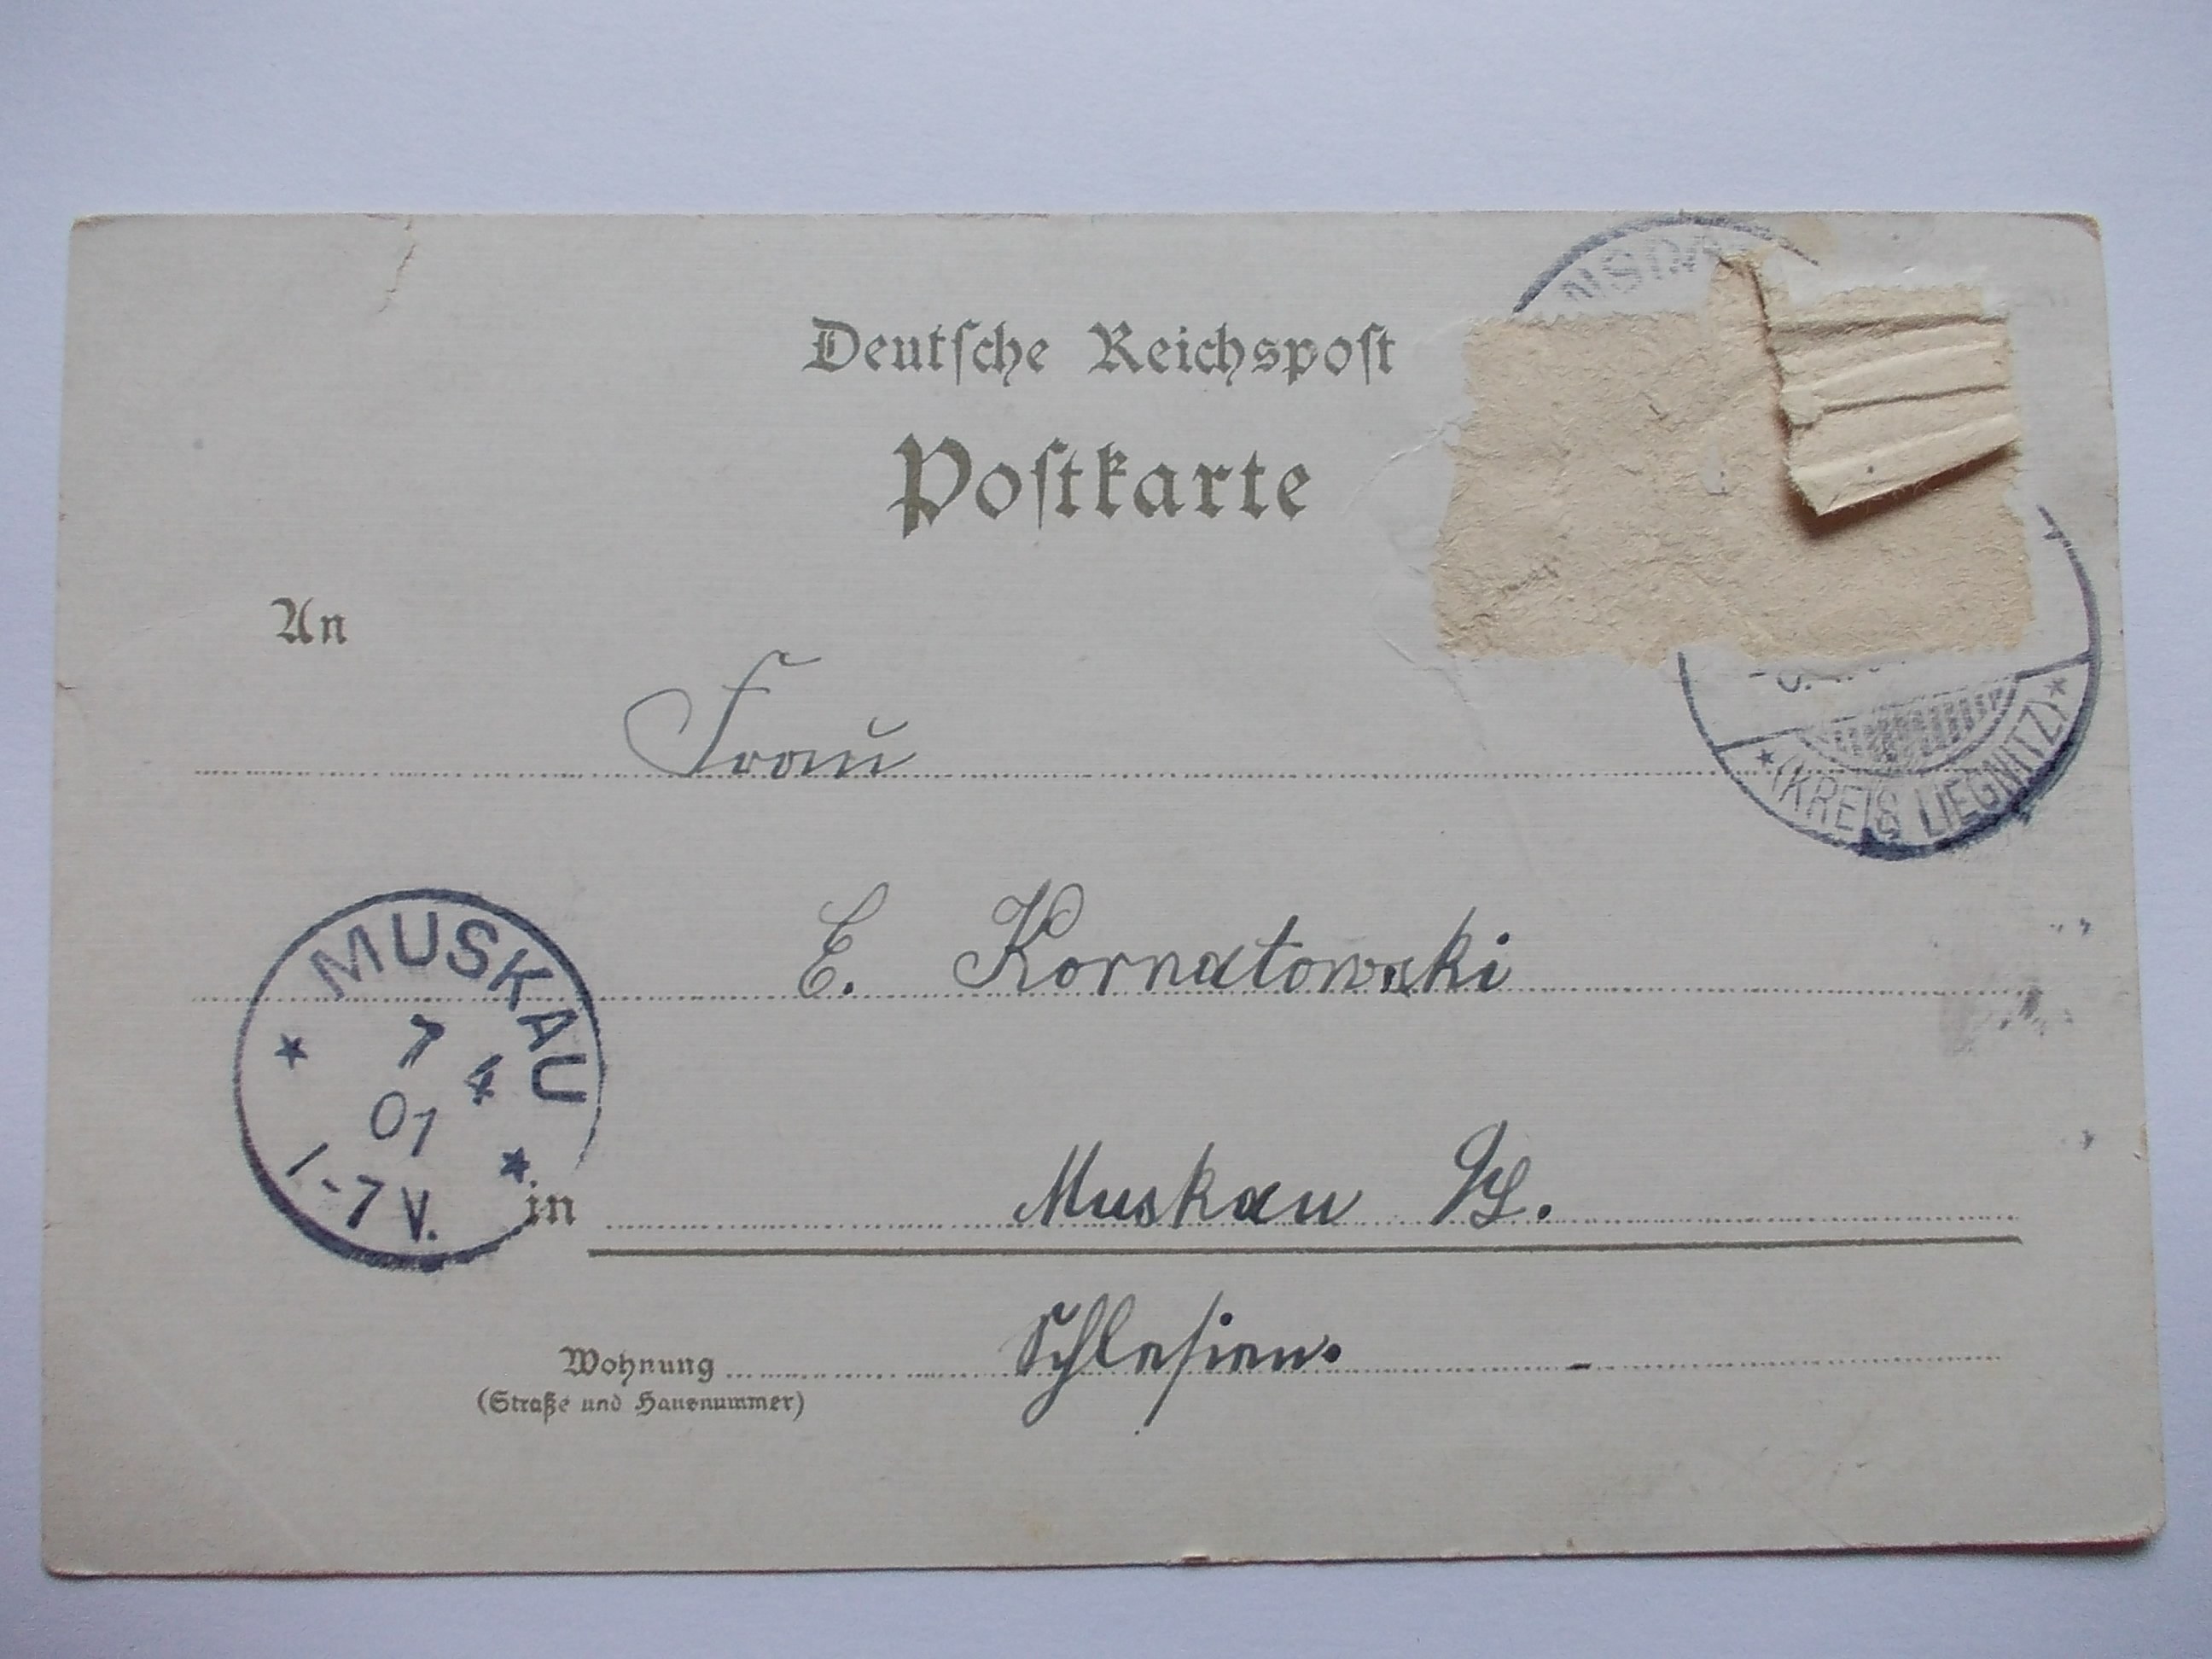 Deutsche Reichspost
Postkarte
An
Frau
E. Kornatowski
MUSKAU
7 4
01
1-7 V.
in Muskau
Schlesien.
Wohnung
(Straße und Hausnummer)
(KREIS LIEGNITZ)